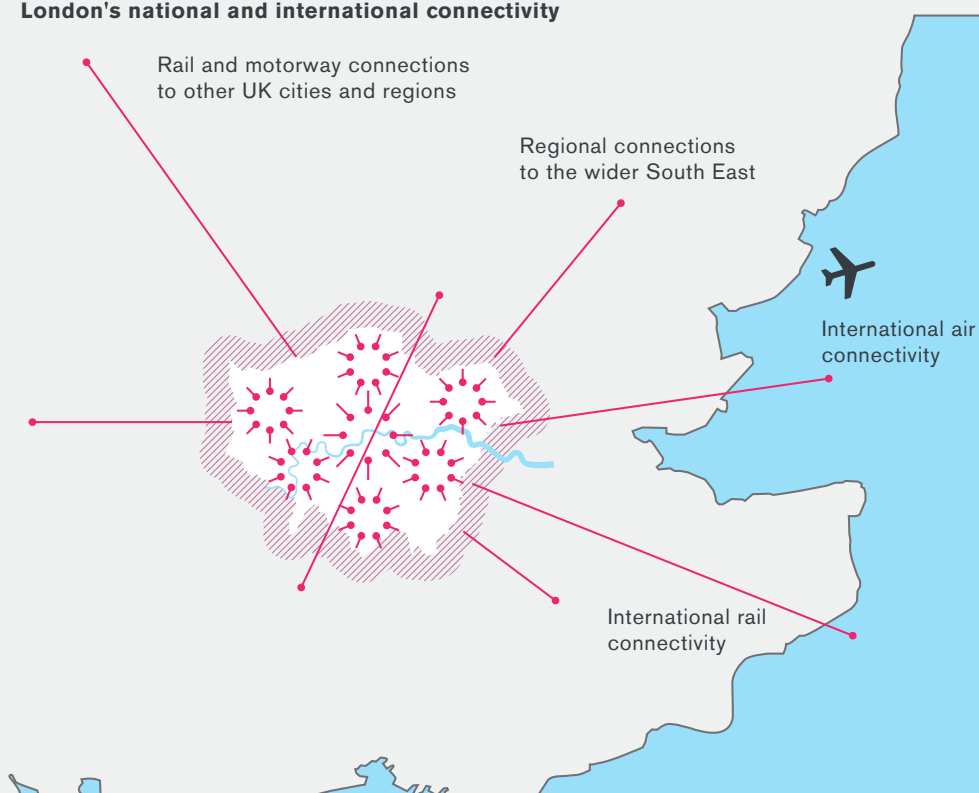 London's national and international connectivity
Rail and motorway connections
to other UK cities and regions
Regional connections
to the wider South East
International air
connectivity
International rail
connectivity